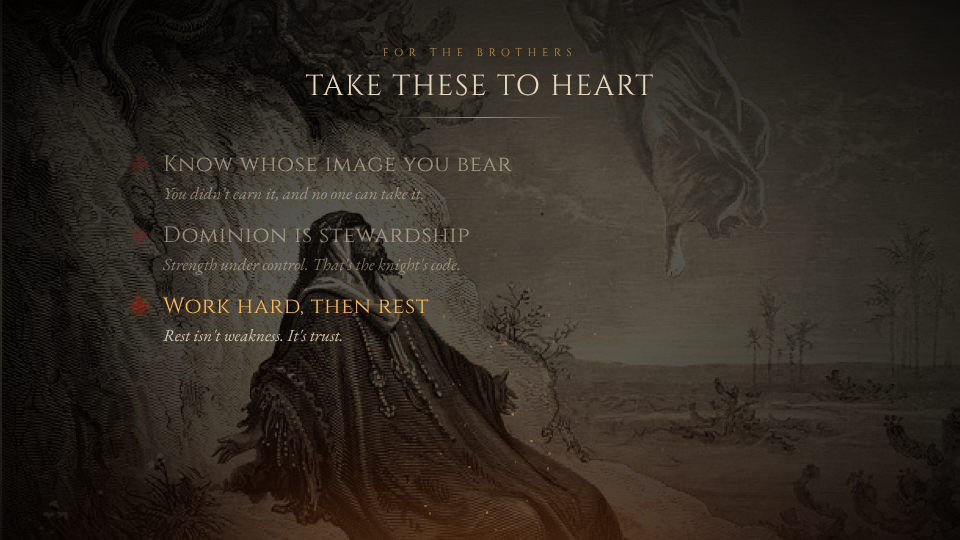 FOR THE BROTHERS
TAKE THESE TO HEART
Know whose image you bear
You didn't earn it, and no one can take it.
Dominion is stewardship
Strength under control. That's the knight's code.
Work hard, then rest
Rest isn't weakness. It's trust.